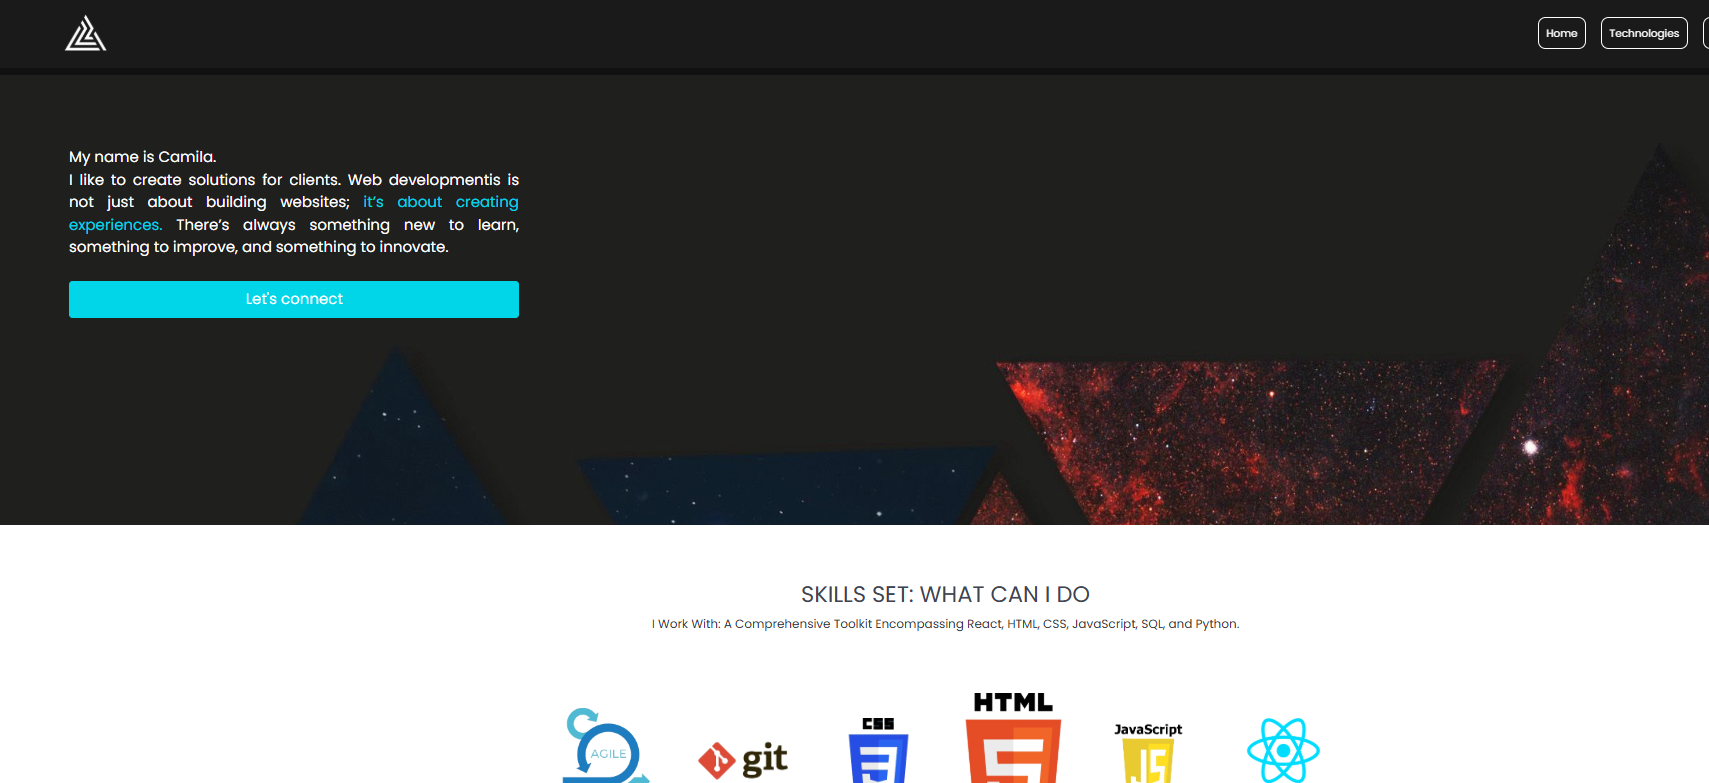 Home
Technologies
My name is Camila.
I like to create solutions for clients. Web developmentis is
not just about building websites; it's about creating
experiences. There's always something new to learn,
something to improve, and something to innovate.
Let's connect
SKILLS SET: WHAT CAN I DO
I Work With: A Comprehensive Toolkit Encompassing React, HTML, CSS, JavaScript, SQL, and Python.
AGILE
git
CSS
HTML
JavaScript
JS